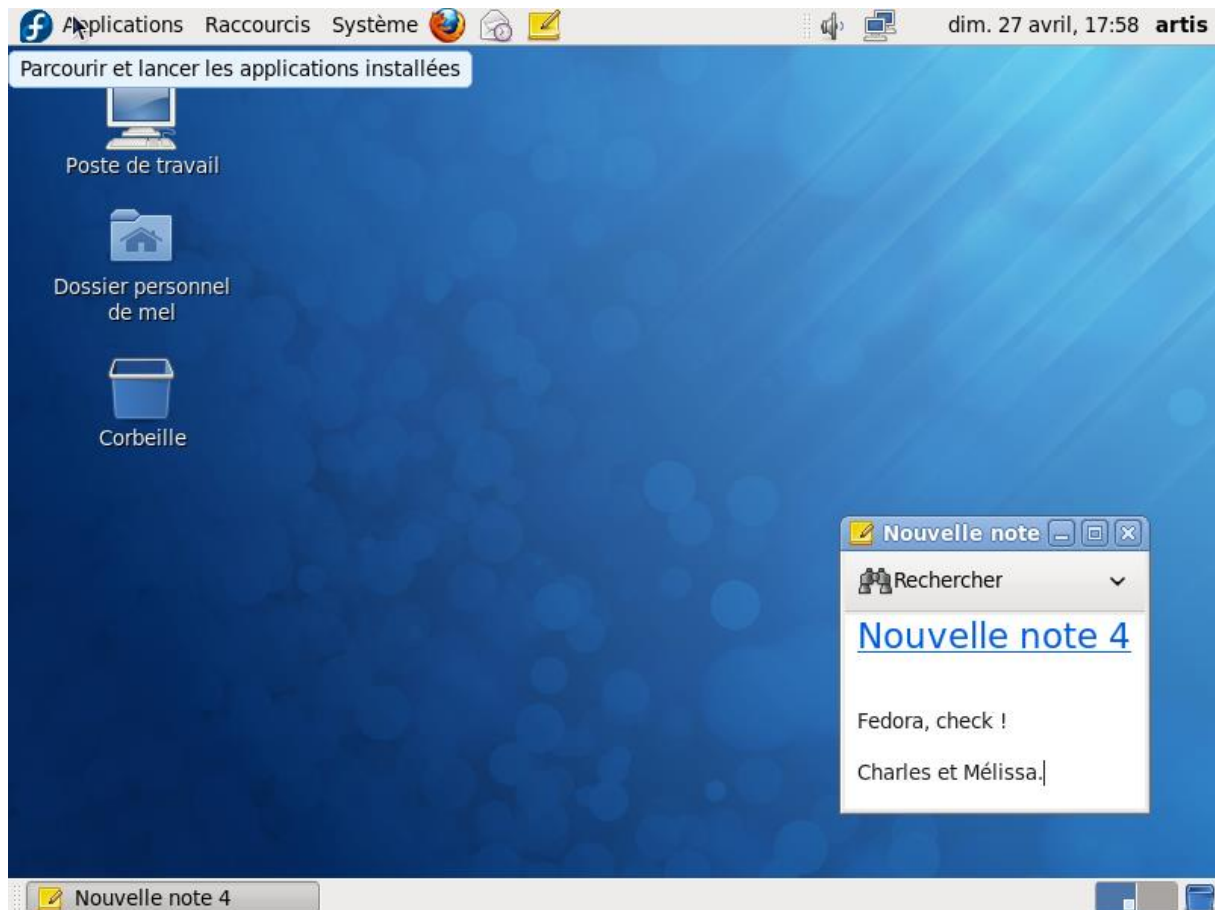 Applications Raccourcis Système dim. 27 avril, 17:58 artis
Parcourir et lancer les applications installées
Poste de travail
Dossier personnel
de mel
Corbeille
Nouvelle note
Rechercher
Nouvelle note 4
Fedora, check !
Charles et Mélissa.
Nouvelle note 4